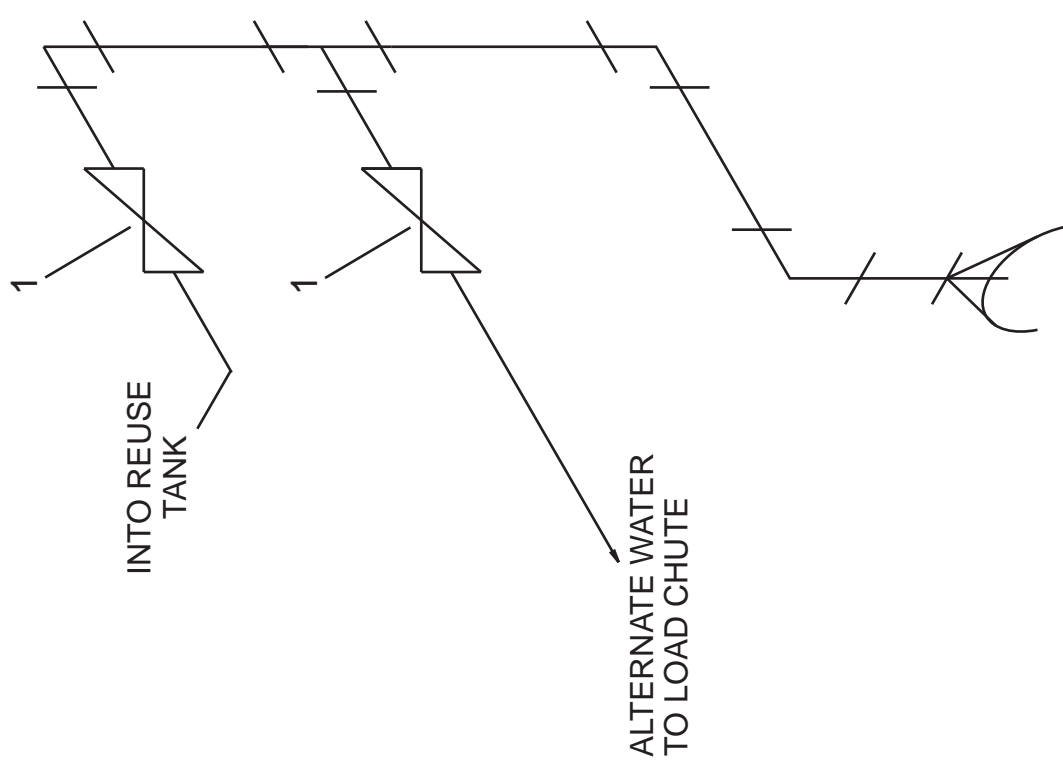 1
1
INTO REUSE
TANK
ALTERNATE WATER
TO LOAD CHUTE